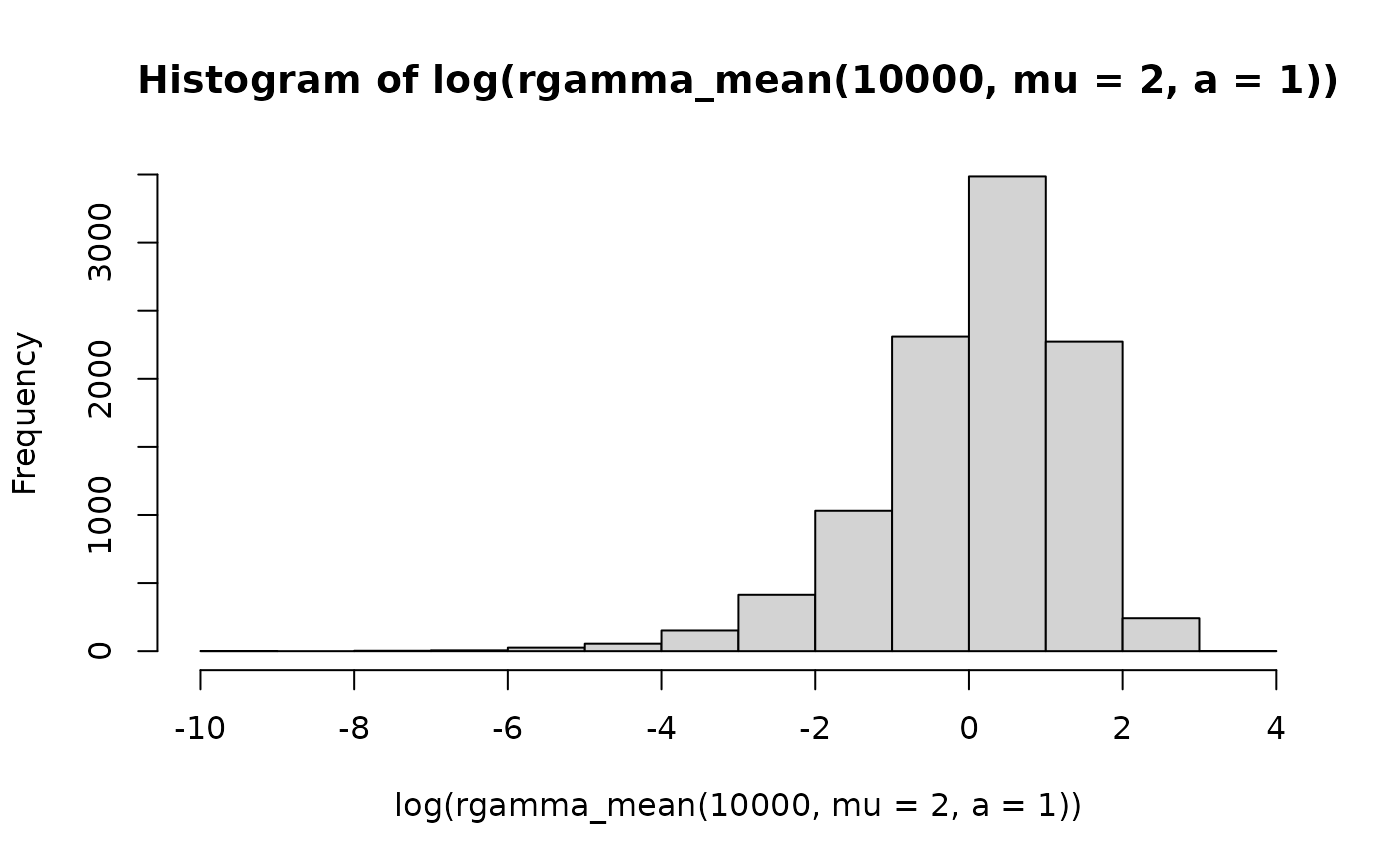 Histogram of log(rgamma_mean(10000, mu = 2, a = 1))
Frequency
3000
2000
1000
0
-10 -8 -6 -4 -2 0 2 4
log(rgamma_mean(10000, mu = 2, a = 1))